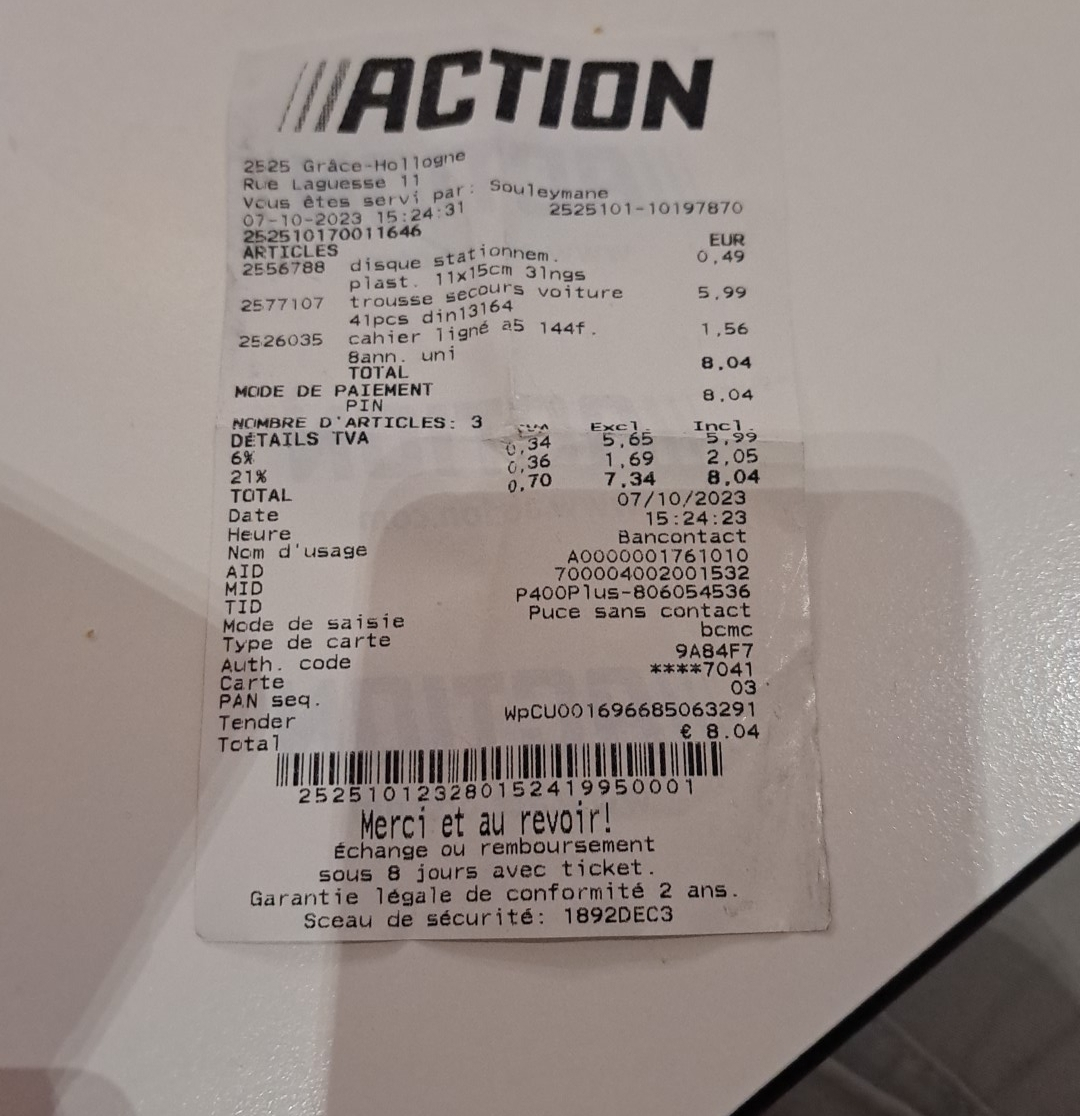 ///ACTION
2525 Grâce-Hollogne
Rue Laguesse 11
Vous êtes servi par: Souleymane
07-10-2023 15:24:31 2525101-10197870
252510170011646
ARTICLES EUR
2556788 disque stationnem. 0,49
plast. 11x15cm 31ngs
2577107 trousse secours voiture 5,99
41pcs din13164
2526035 cahier ligné a5 144f. 1,56
8ann. uni
TOTAL 8,04
MODE DE PAIEMENT
PIN 8,04
NOMBRE D'ARTICLES: 3
DÉTAILS TVA TVA Excl. Incl.
6% 0,34 5,65 5,99
21% 0,36 1,69 2,05
TOTAL 0,70 7,34 8,04
Date 07/10/2023
Heure 15:24:23
Nom d'usage Bancontact
AID A0000001761010
MID 700004002001532
TID P400Plus-806054536
Mode de saisie Puce sans contact
Type de carte bcmc
Auth. code 9A84F7
Carte ****7041
PAN seq. 03
Tender WpCU001696685063291
Total € 8.04
252510123280152419950001
Merci et au revoir!
Échange ou remboursement
sous 8 jours avec ticket.
Garantie légale de conformité 2 ans.
Sceau de sécurité: 1892DEC3